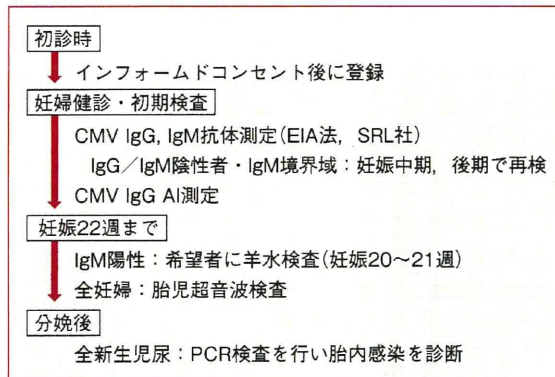 初診時
インフォームドコンセント後に登録
妊婦健診・初期検査
CMV IgG, IgM抗体測定(EIA法, SRL社)
IgG/IgM陰性者・IgM境界域:妊娠中期, 後期で再検
CMV IgG AI測定
妊娠22週まで
IgM陽性:希望者に羊水検査(妊娠20~21週)
全妊婦:胎児超音波検査
分娩後
全新生児尿:PCR検査を行い胎内感染を診断